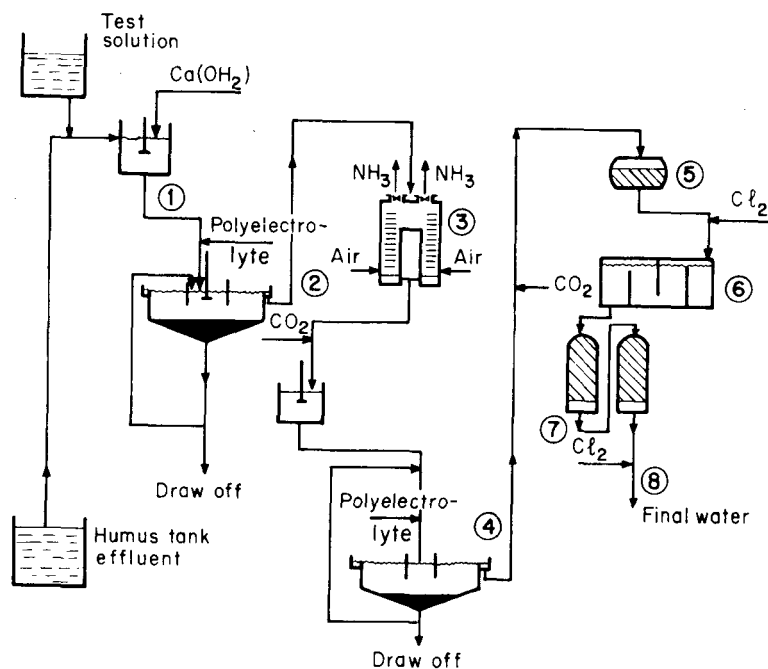 Test
solution
Ca(OH₂)
①
Polyelectro-
lyte
②
NH₃
NH₃
③
Air
Air
CO₂
Draw off
Humus tank
effluent
Polyelectro-
lyte
④
Draw off
CO₂
⑤
Cℓ₂
⑥
⑦
Cℓ₂
⑧
Final water